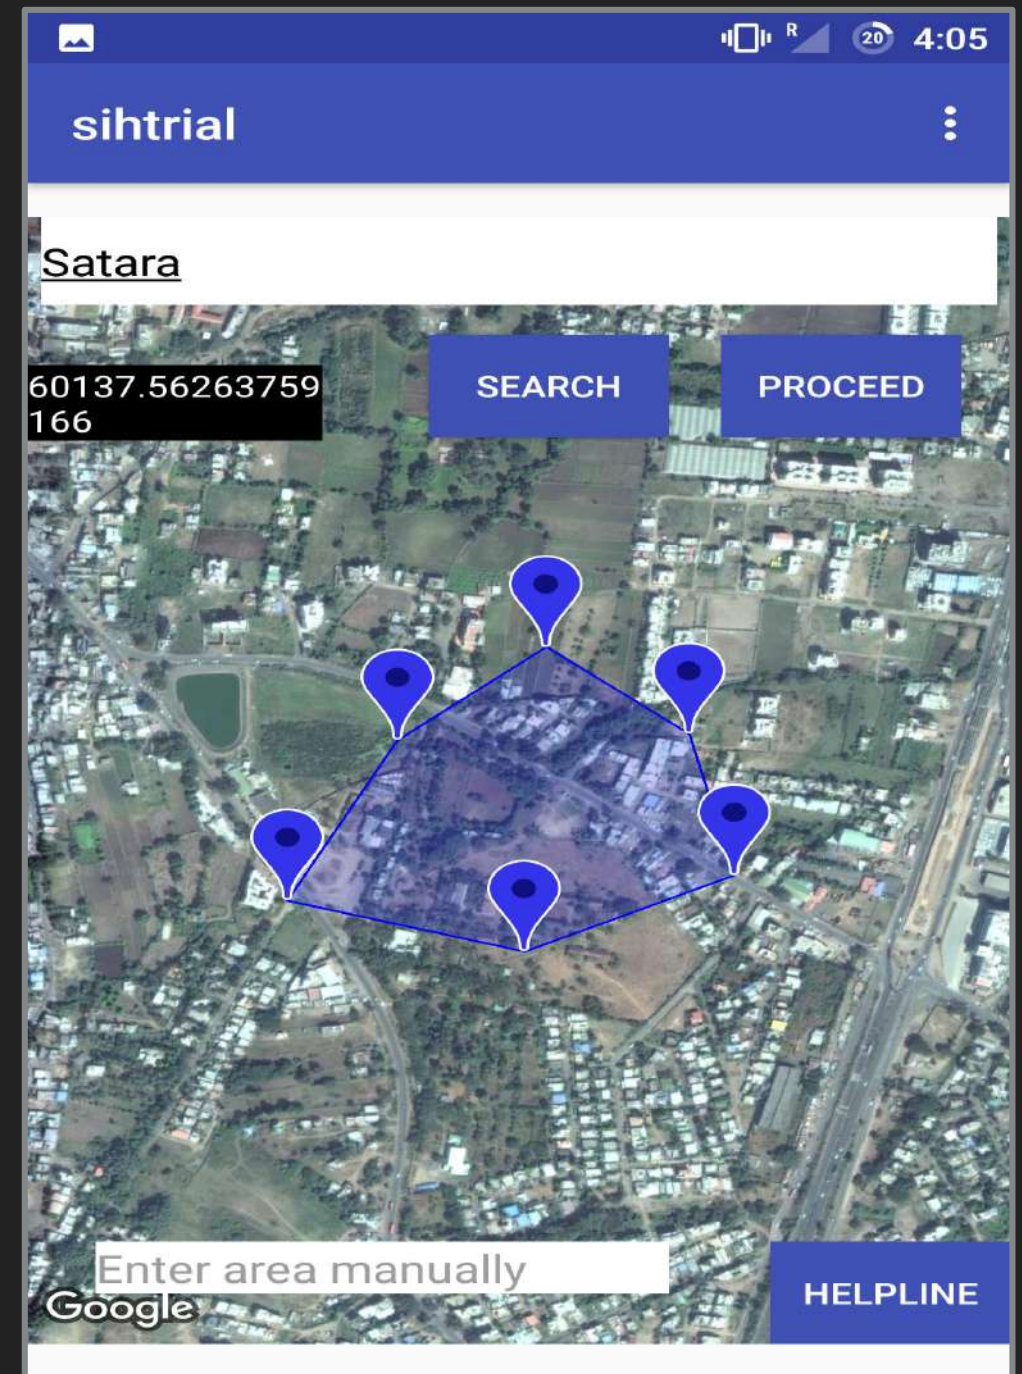 R 20 4:05
sihtrial
Satara
60137.56263759
166
SEARCH PROCEED
Enter area manually
Google
HELPLINE